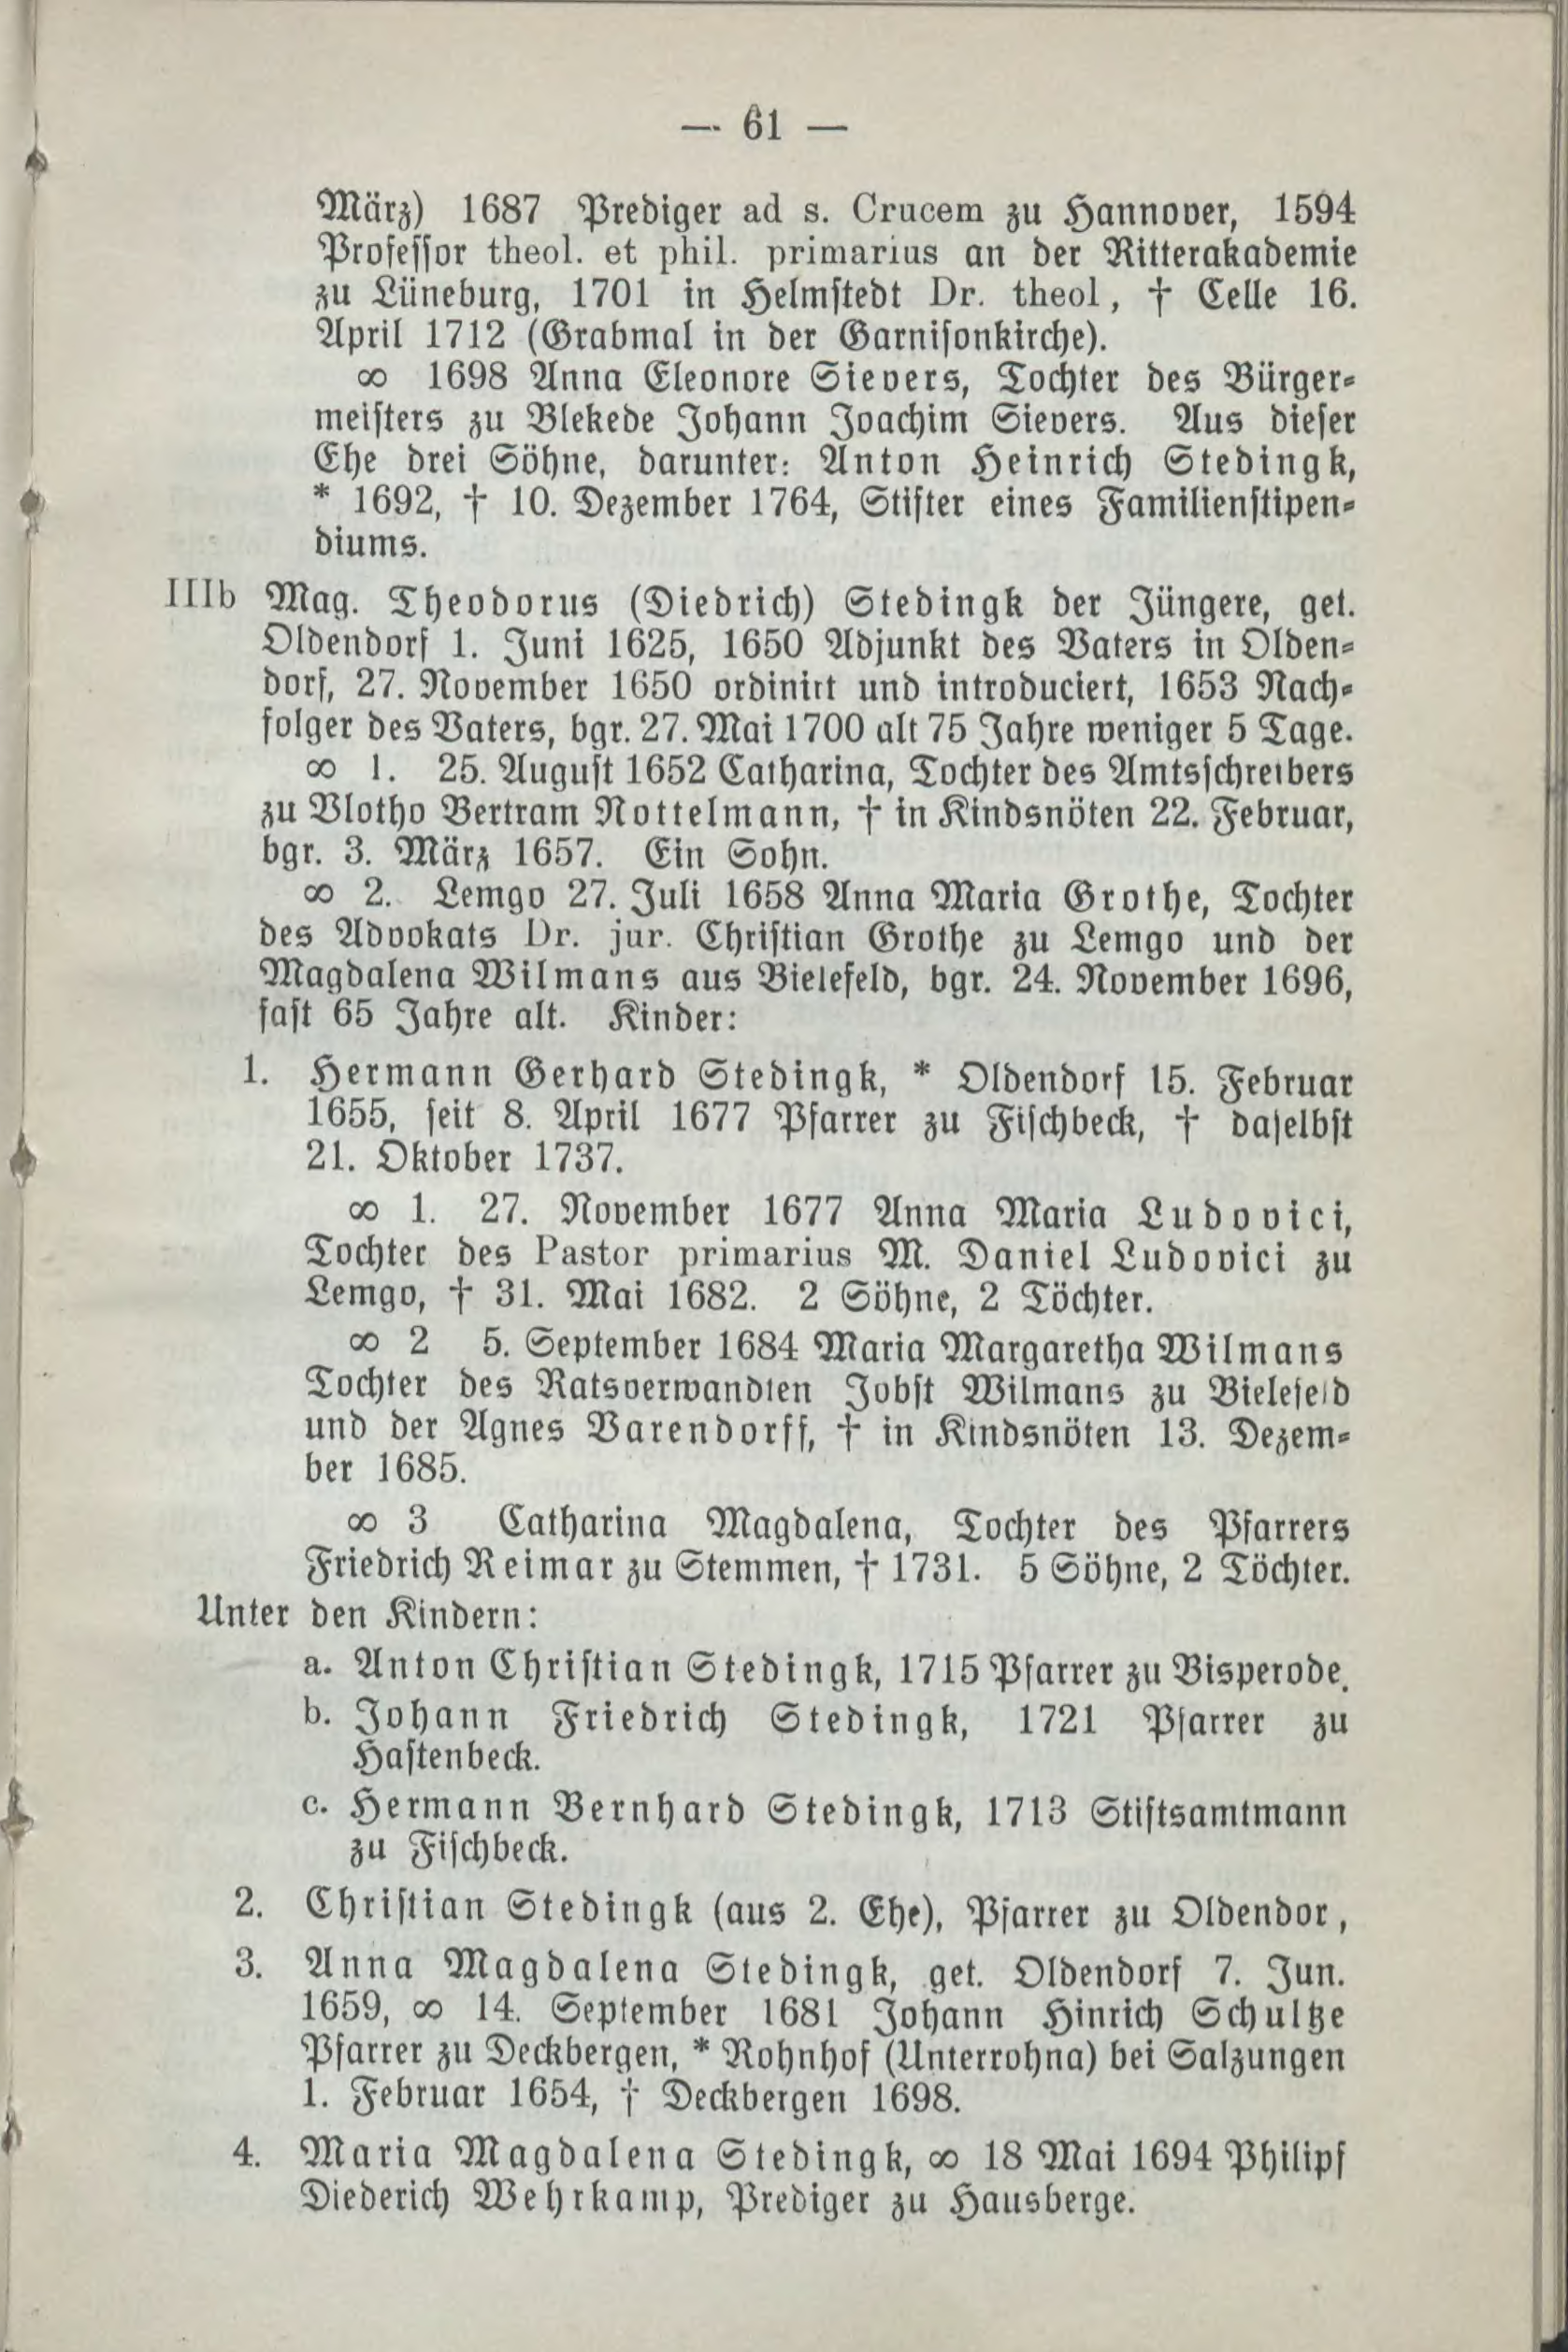 — 61 —
März) 1687 Prediger ad s. Crucem zu Hannover, 1594
Professor theol. et phil. primarius an der Ritterakademie
zu Lüneburg, 1701 in Helmstedt Dr. theol, † Celle 16.
April 1712 (Grabmal in der Garnisonkirche).
∞ 1698 Anna Eleonore Sievers, Tochter des Bürger-
meisters zu Blekede Johann Joachim Sievers. Aus dieser
Ehe drei Söhne, darunter: Anton Heinrich Stedingk,
* 1692, † 10. Dezember 1764, Stifter eines Familienstipen-
diums.
IIIb Mag. Theodorus (Diedrich) Stedingk der Jüngere, get.
Oldendorf 1. Juni 1625, 1650 Adjunkt des Vaters in Olden-
dorf, 27. November 1650 ordinirt und introduciert, 1653 Nach-
folger des Vaters, bgr. 27. Mai 1700 alt 75 Jahre weniger 5 Tage.
∞ 1. 25. August 1652 Catharina, Tochter des Amtsschreibers
zu Vlotho Bertram Nottelmann, † in Kindsnöten 22. Februar,
bgr. 3. März 1657. Ein Sohn.
∞ 2. Lemgo 27. Juli 1658 Anna Maria Grothe, Tochter
des Advokats Dr. jur. Christian Grothe zu Lemgo und der
Magdalena Wilmans aus Bielefeld, bgr. 24. November 1696,
fast 65 Jahre alt. Kinder:
1. Hermann Gerhard Stedingk, * Oldendorf 15. Februar
1655, seit 8. April 1677 Pfarrer zu Fischbeck, † daselbst
21. Oktober 1737.
∞ 1. 27. November 1677 Anna Maria Ludovici,
Tochter des Pastor primarius M. Daniel Ludovici zu
Lemgo, † 31. Mai 1682. 2 Söhne, 2 Töchter.
∞ 2 5. September 1684 Maria Margaretha Wilmans
Tochter des Ratsverwandten Jobst Wilmans zu Bielefeld
und der Agnes Varendorff, † in Kindsnöten 13. Dezem-
ber 1685.
∞ 3 Catharina Magdalena, Tochter des Pfarrers
Friedrich Reimar zu Stemmen, † 1731. 5 Söhne, 2 Töchter.
Unter den Kindern:
a. Anton Christian Stedingk, 1715 Pfarrer zu Bisperode.
b. Johann Friedrich Stedingk, 1721 Pfarrer zu
Hastenbeck.
c. Hermann Bernhard Stedingk, 1713 Stiftsamtmann
zu Fischbeck.
2. Christian Stedingk (aus 2. Ehe), Pfarrer zu Oldendor,
3. Anna Magdalena Stedingk, get. Oldendorf 7. Jun.
1659, ∞ 14. September 1681 Johann Hinrich Schultze
Pfarrer zu Deckbergen, * Rohnhof (Unterrohna) bei Salzungen
1. Februar 1654, † Deckbergen 1698.
4. Maria Magdalena Stedingk, ∞ 18 Mai 1694 Philipp
Diederich Wehrkamp, Prediger zu Hausberge.